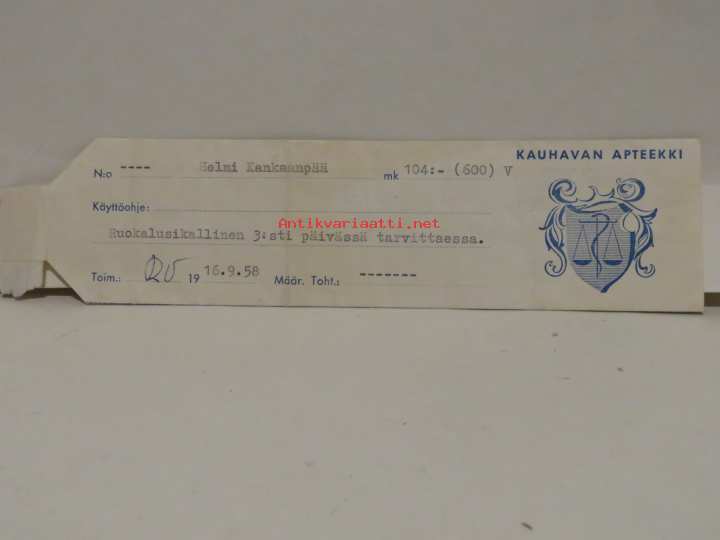 KAUHAVAN APTEEKKI
N:o ---- Helmi Kankaanpää mk 104:- (600) V
Käyttöohje:
Antikvariaatti.net
Ruokalusikallinen 3:sti päivässä tarvittaessa.
Toim.: 19 16.9.58 Määr. Toht.: -------